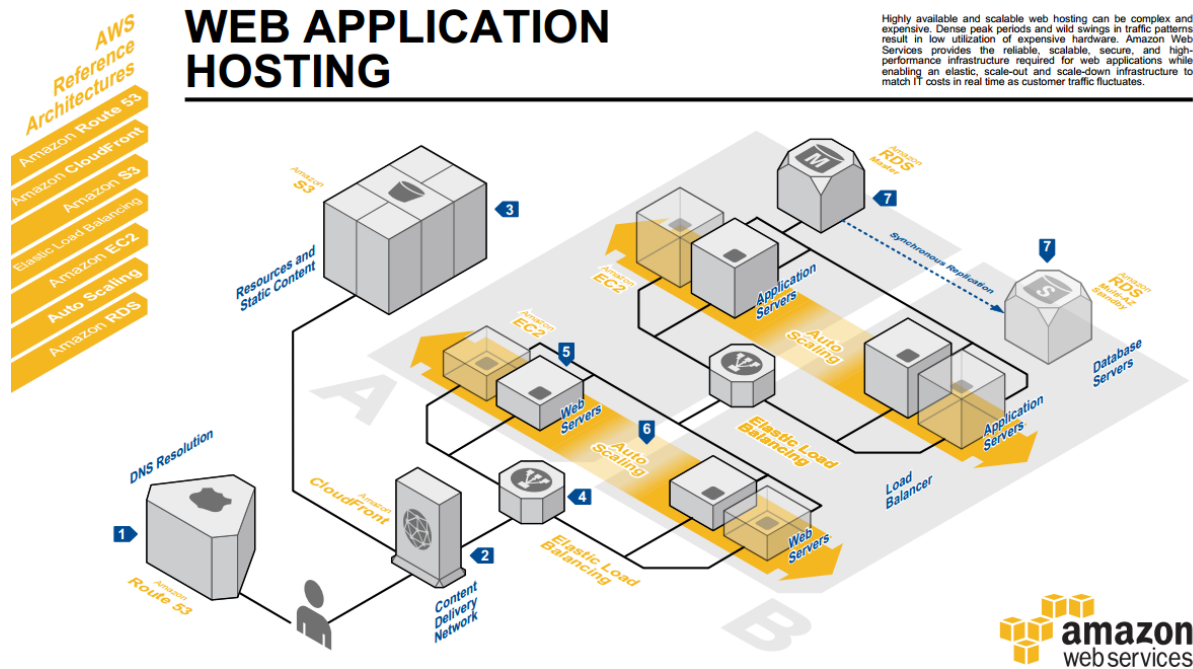 AWS
Reference
Architectures
Amazon Route 53
Amazon CloudFront
Amazon S3
Elastic Load Balancing
Amazon EC2
Auto Scaling
Amazon RDS
WEB APPLICATION
HOSTING
Highly available and scalable web hosting can be complex and
expensive. Dense peak periods and wild swings in traffic patterns
result in low utilization of expensive hardware. Amazon Web
Services provides the reliable, scalable, secure, and high-
performance infrastructure required for web applications while
enabling an elastic, scale-out and scale-down infrastructure to
match IT costs in real time as customer traffic fluctuates.
Amazon
S3
3
Resources and
Static Content
M
Amazon
RDS
Master
7
Synchronous Replication
7
S
Amazon
RDS
Multi-AZ
Standby
Database
Servers
Amazon
EC2
Application
Servers
Auto
Scaling
Application
Servers
Elastic Load
Balancing
Load
Balancer
A
Amazon
EC2
5
Web
Servers
6
Auto
Scaling
Web
Servers
4
Elastic Load
Balancing
B
DNS Resolution
1
Amazon
Route 53
Amazon
CloudFront
2
Content
Delivery
Network
amazon
web services